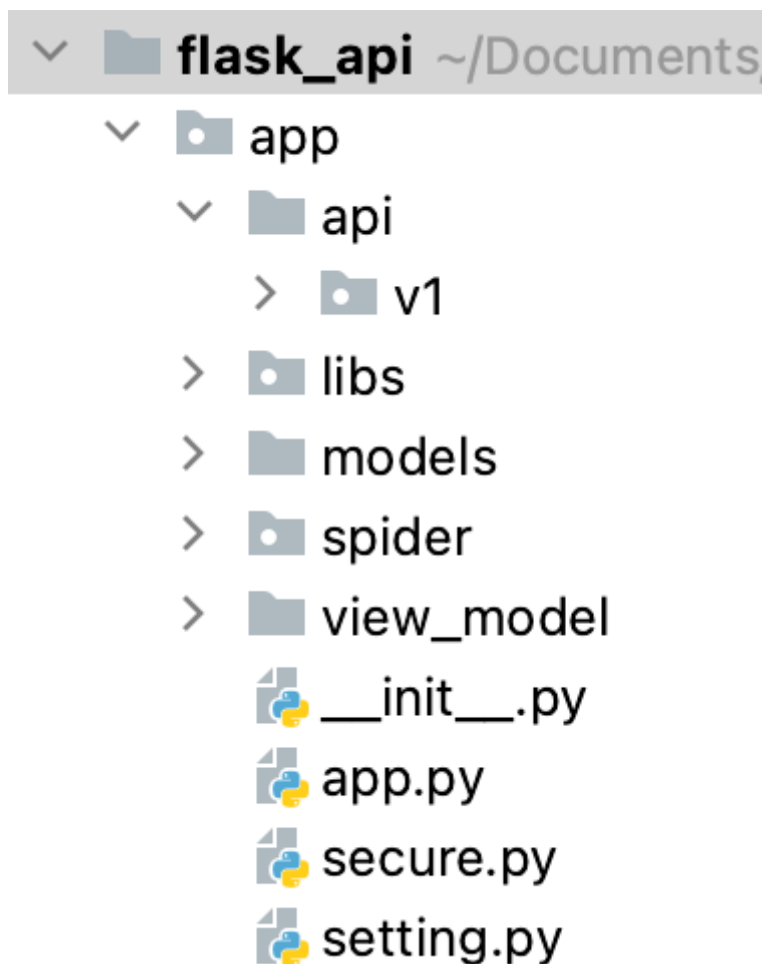 flask_api ~/Documents/
app
api
v1
libs
models
spider
view_model
__init__.py
app.py
secure.py
setting.py